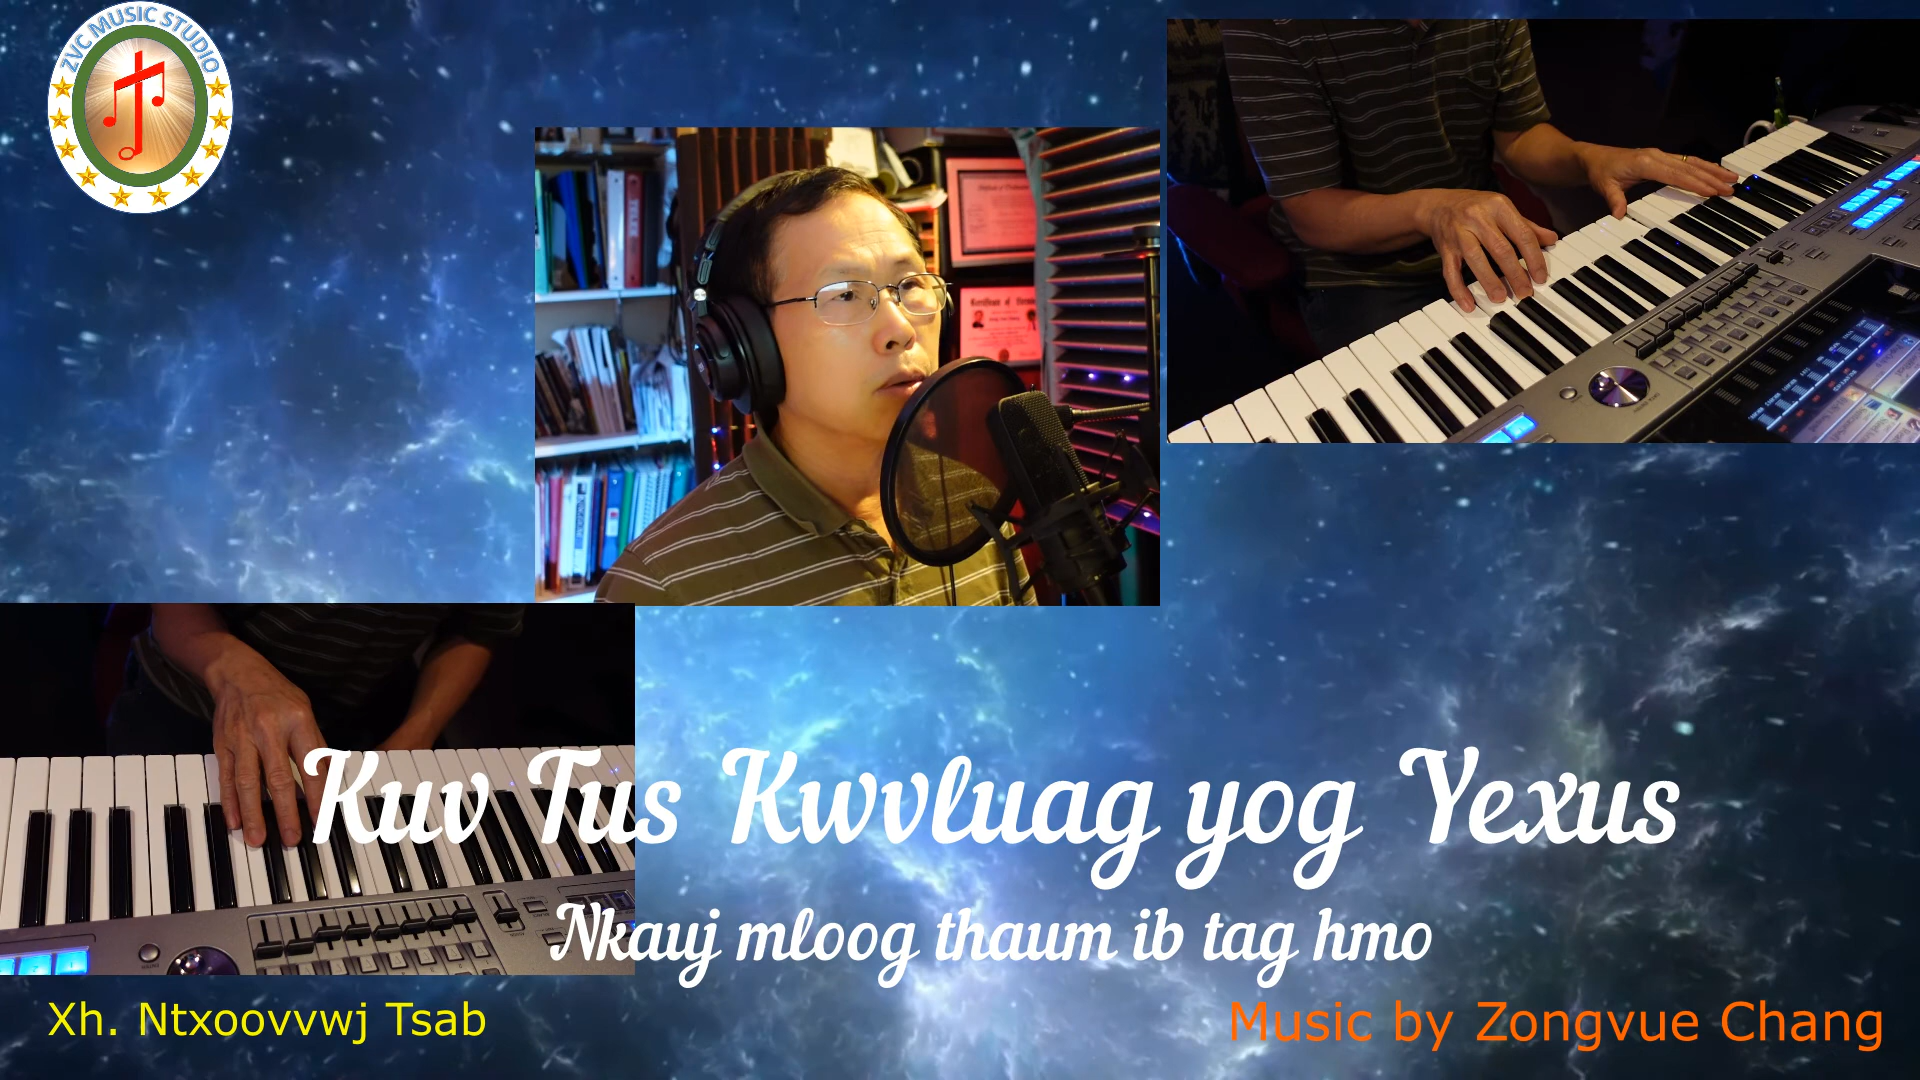 ZVC MUSIC STUDIO
Kuv Tus Kwvluag yog Yexus
Nkauj mloog thaum ib tag hmo
Xh. Ntxoovvwj Tsab
Music by Zongvue Chang